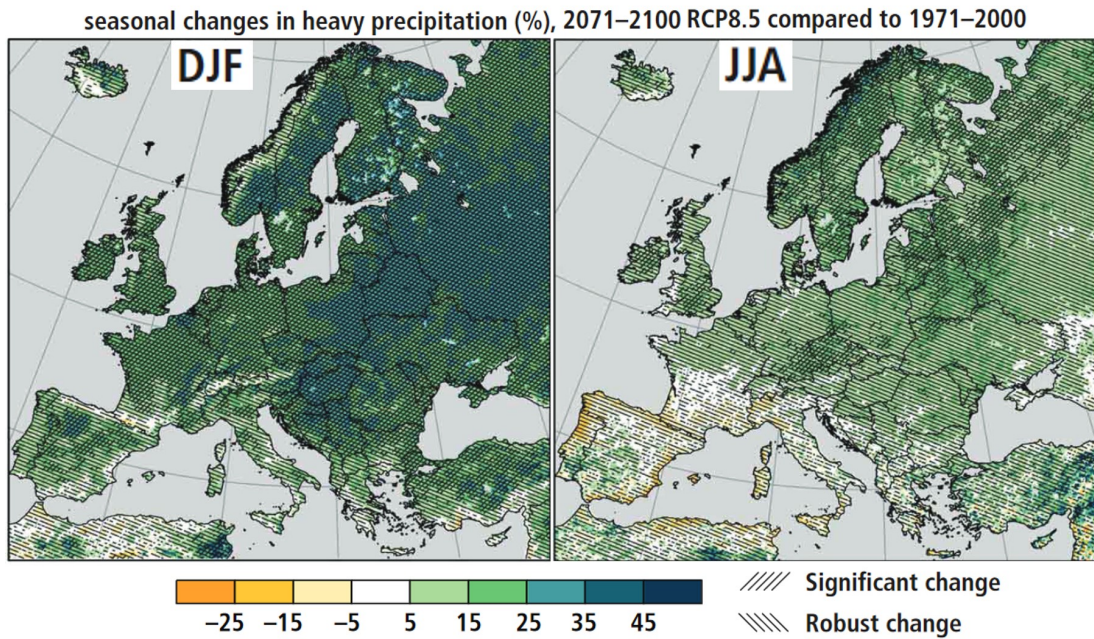 seasonal changes in heavy precipitation (%), 2071–2100 RCP8.5 compared to 1971–2000
DJF
JJA
–25 –15 –5 5 15 25 35 45
Significant change
Robust change